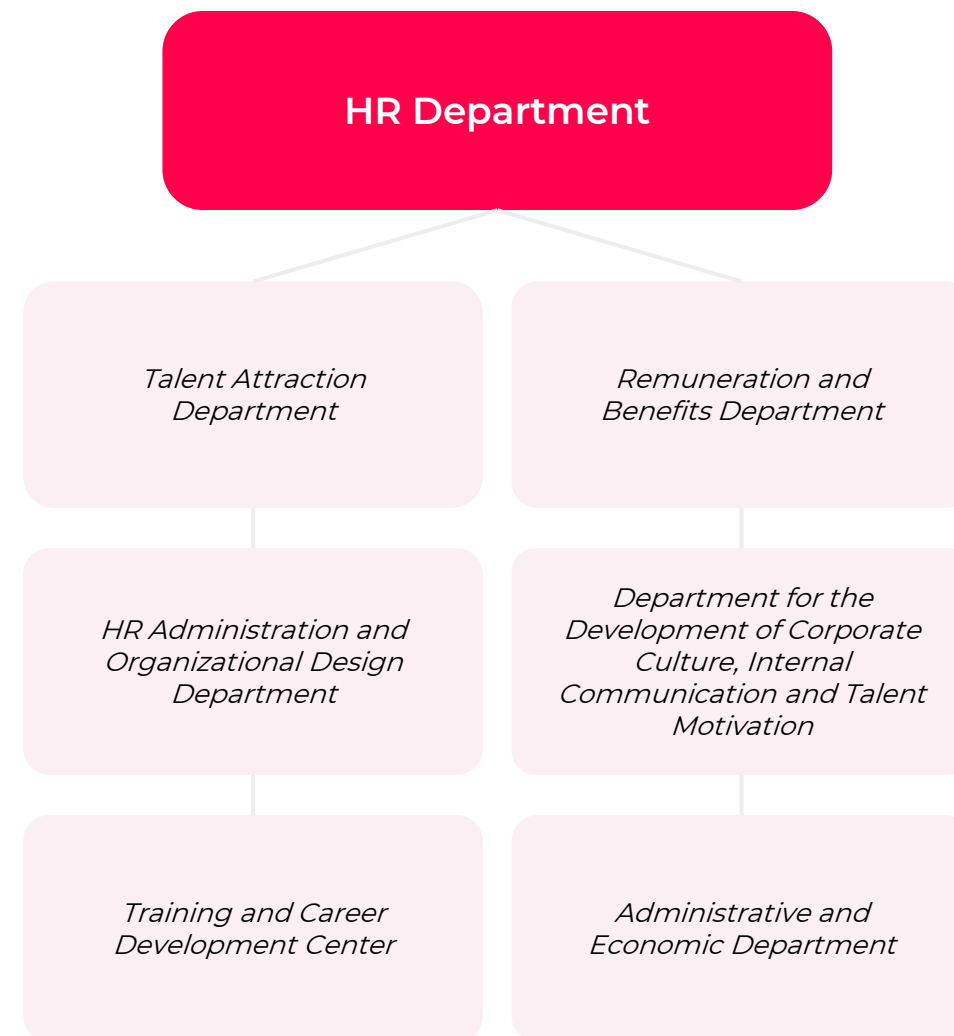 HR Department
Talent Attraction
Department
Remuneration and
Benefits Department
HR Administration and
Organizational Design
Department
Department for the
Development of Corporate
Culture, Internal
Communication and Talent
Motivation
Training and Career
Development Center
Administrative and
Economic Department